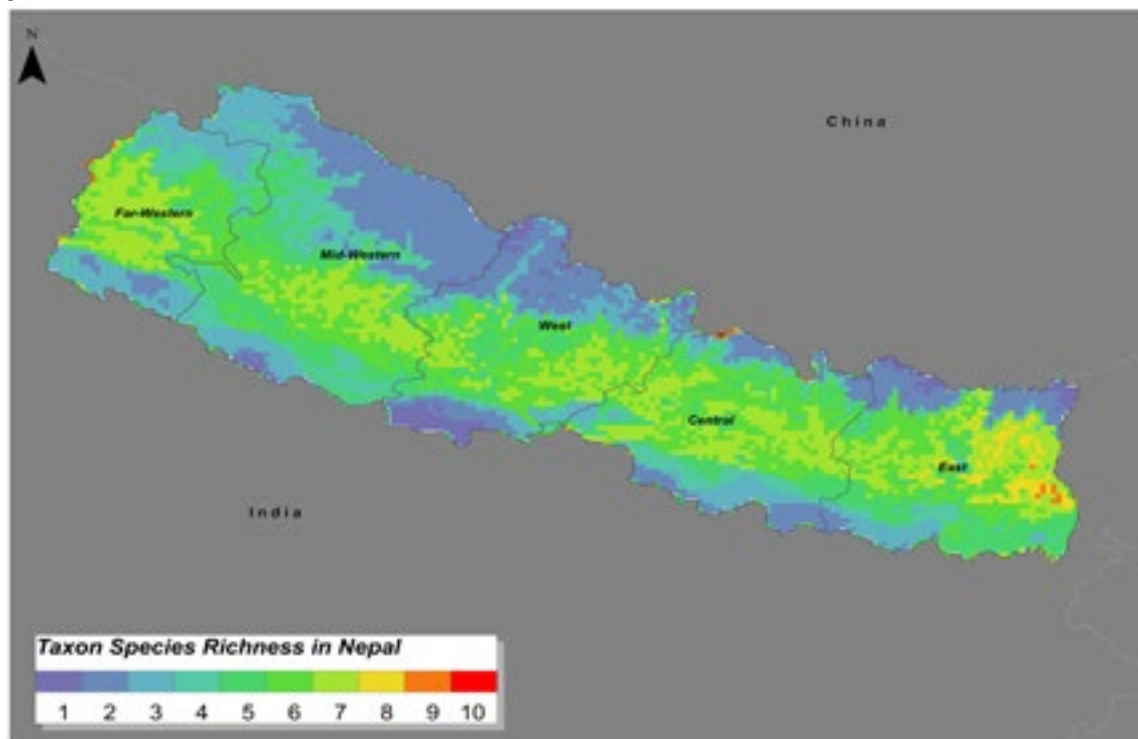 N
China
Far-Western
Mid-Western
West
Central
East
India
Taxon Species Richness in Nepal
1 2 3 4 5 6 7 8 9 10